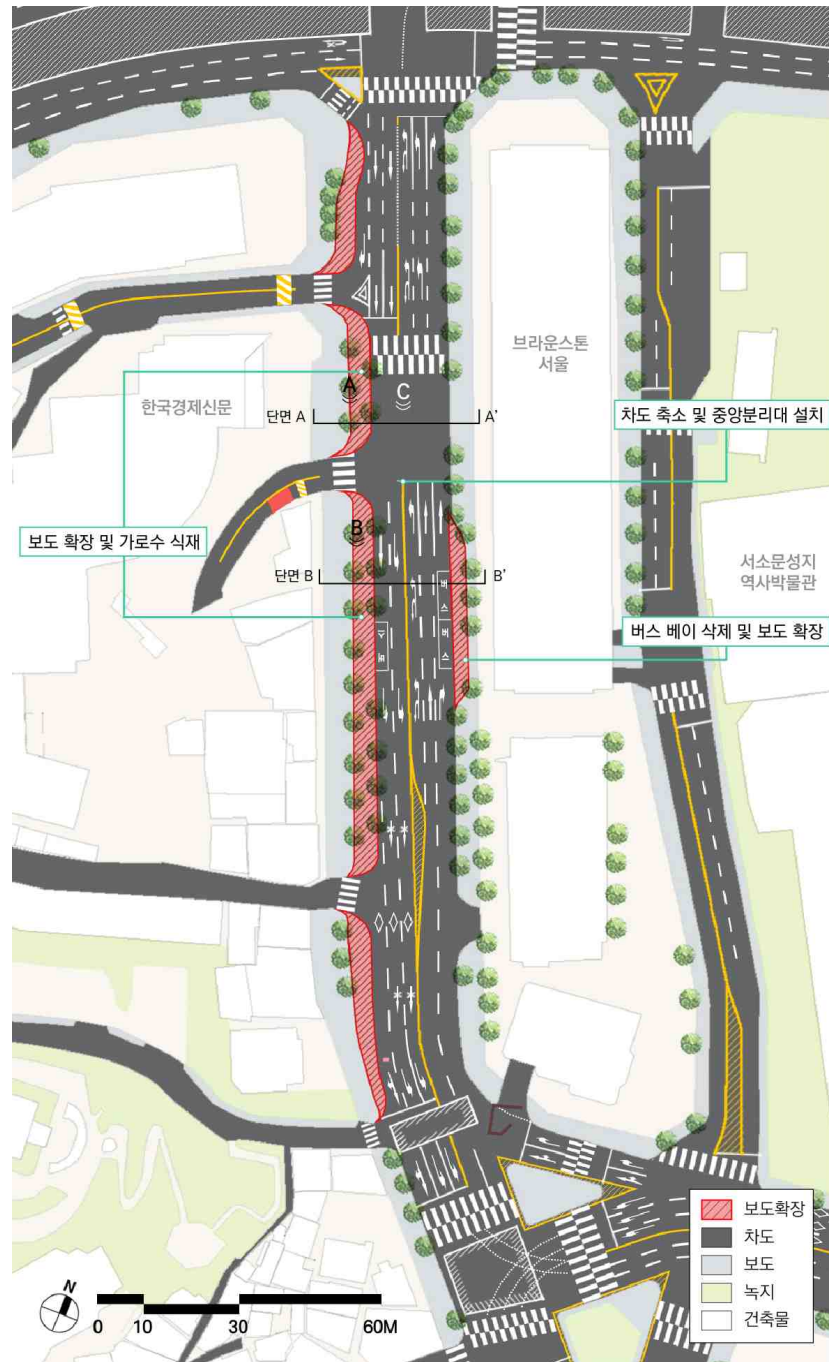 브라운스톤
서울
한국경제신문
A
C
단면 A
A'
차도 축소 및 중앙분리대 설치
보도 확장 및 가로수 식재
B
단면 B
B'
버스
버스
버스
서소문성지
역사박물관
버스 베이 삭제 및 보도 확장
보도확장
차도
보도
녹지
건축물
N
0 10 30 60M